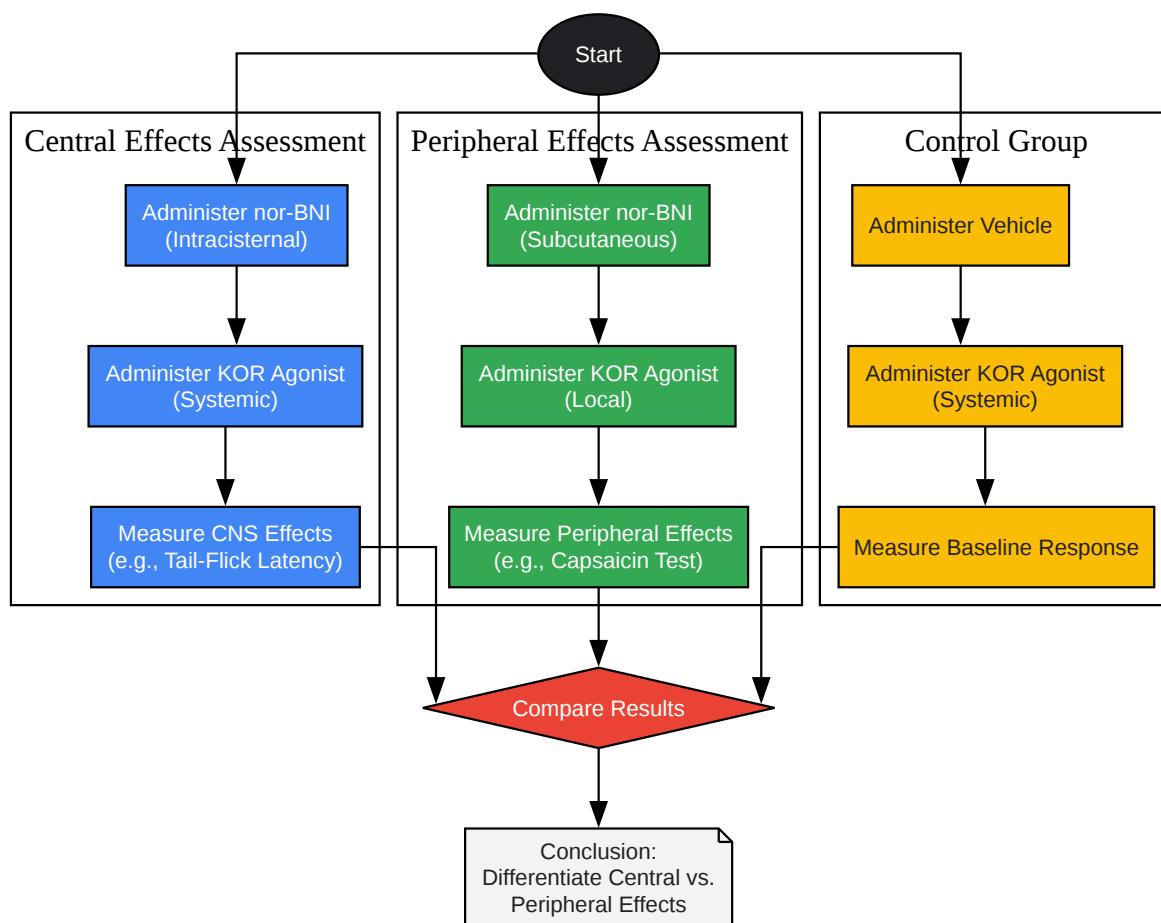 Start
Central Effects Assessment
Peripheral Effects Assessment
Control Group
Administer nor-BNI
(Intracisternal)
Administer nor-BNI
(Subcutaneous)
Administer Vehicle
Administer KOR Agonist
(Systemic)
Administer KOR Agonist
(Local)
Administer KOR Agonist
(Systemic)
Measure CNS Effects
(e.g., Tail-Flick Latency)
Measure Peripheral Effects
(e.g., Capsaicin Test)
Measure Baseline Response
Compare Results
Conclusion:
Differentiate Central vs.
Peripheral Effects